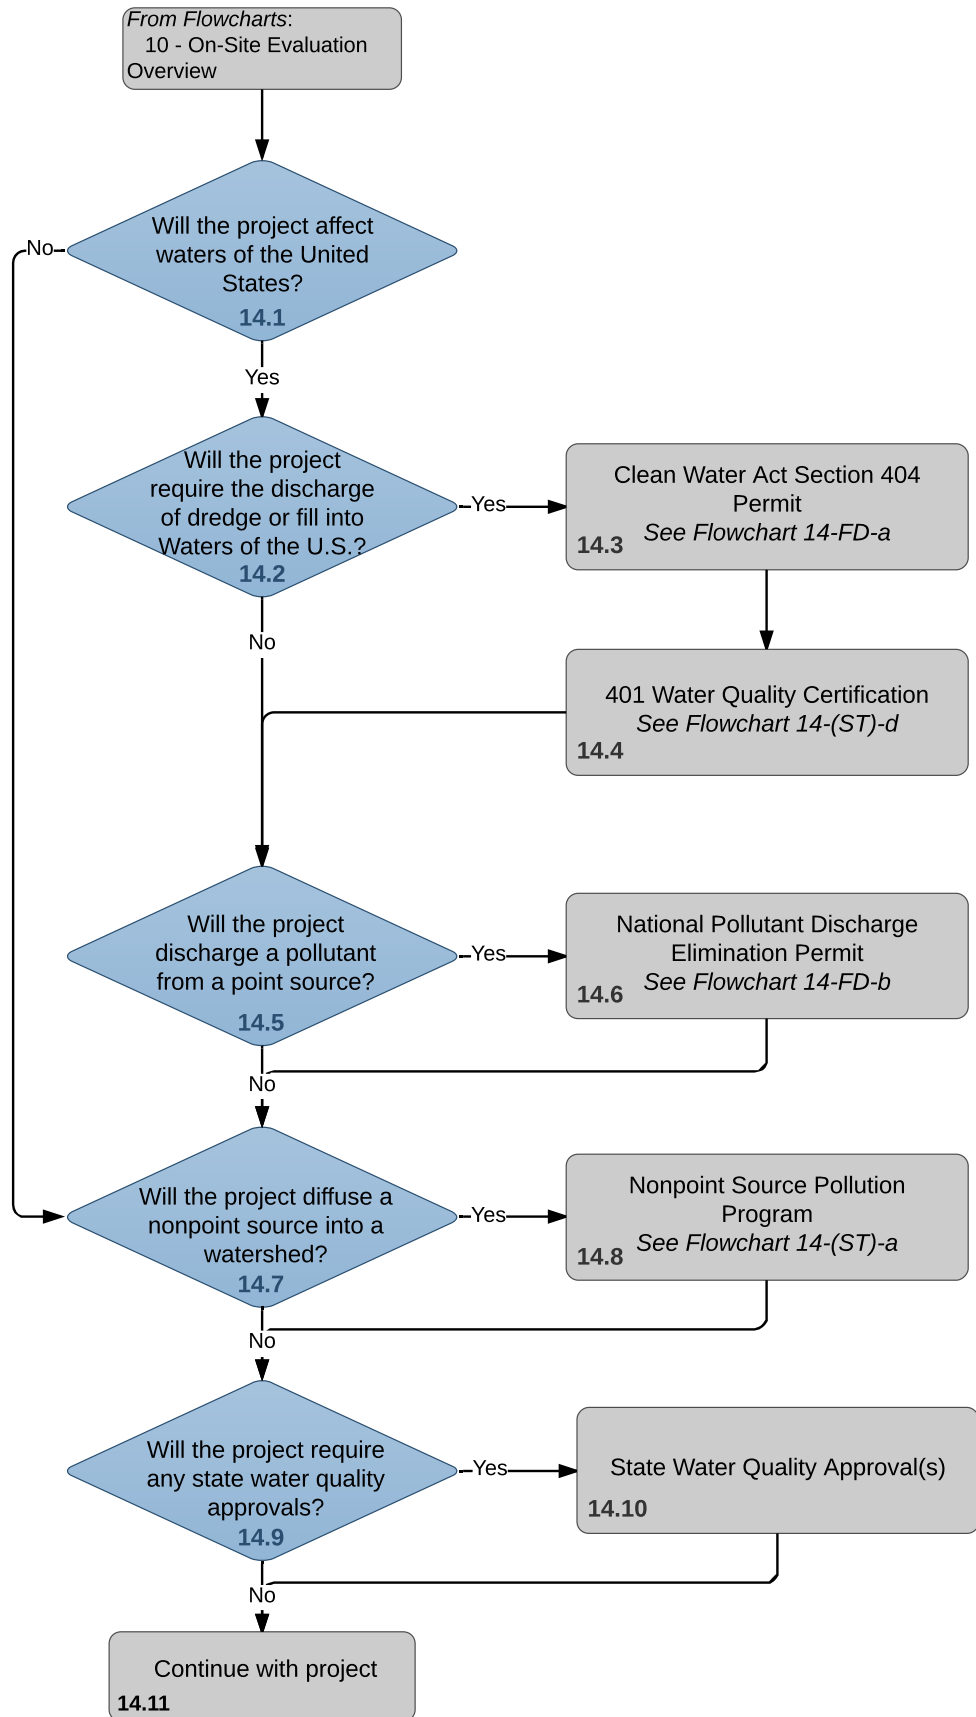 From Flowcharts:
10 - On-Site Evaluation
Overview
Will the project affect
waters of the United
States?
14.1
No
Yes
Will the project
require the discharge
of dredge or fill into
Waters of the U.S.?
14.2
Yes
Clean Water Act Section 404
Permit
See Flowchart 14-FD-a
14.3
No
401 Water Quality Certification
See Flowchart 14-(ST)-d
14.4
Will the project
discharge a pollutant
from a point source?
14.5
Yes
National Pollutant Discharge
Elimination Permit
See Flowchart 14-FD-b
14.6
No
Will the project diffuse a
nonpoint source into a
watershed?
14.7
Yes
Nonpoint Source Pollution
Program
See Flowchart 14-(ST)-a
14.8
No
Will the project require
any state water quality
approvals?
14.9
Yes
State Water Quality Approval(s)
14.10
No
Continue with project
14.11